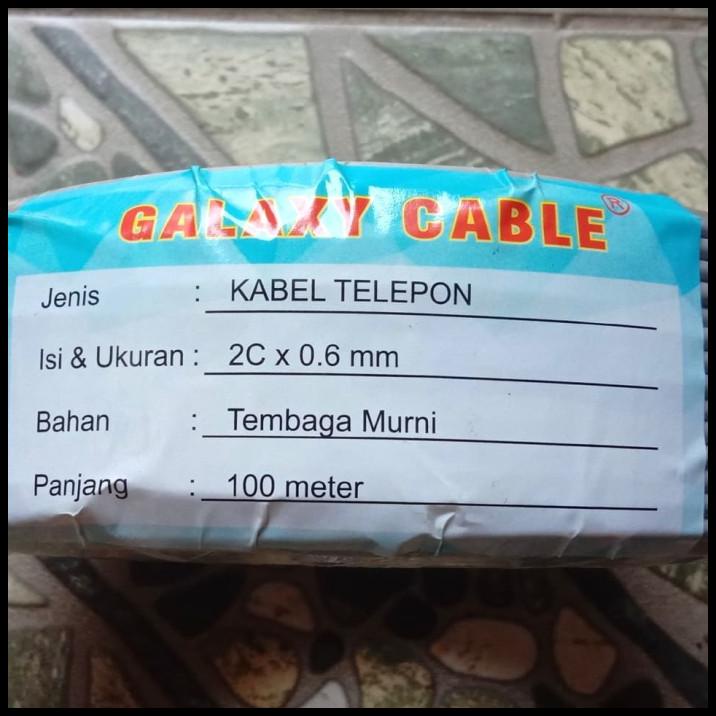 GALAXY CABLE ®
Jenis : KABEL TELEPON
Isi & Ukuran : 2C x 0.6 mm
Bahan : Tembaga Murni
Panjang : 100 meter